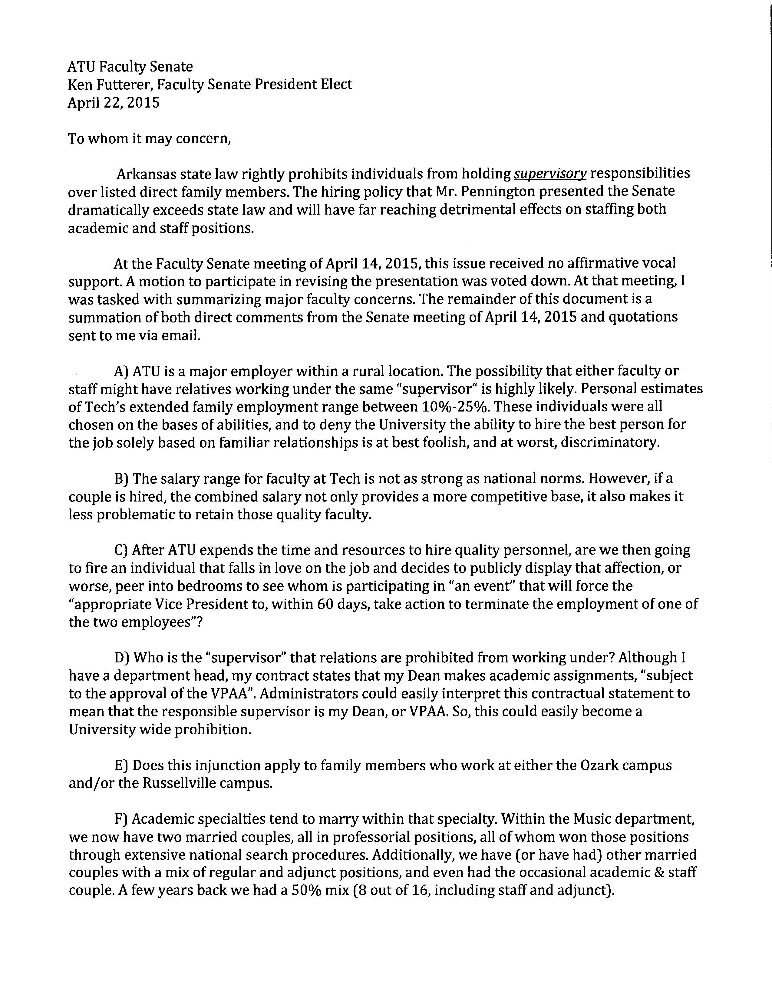 ATU Faculty Senate
Ken Futterer, Faculty Senate President Elect
April 22, 2015
To whom it may concern,
Arkansas state law rightly prohibits individuals from holding supervisory responsibilities
over listed direct family members. The hiring policy that Mr. Pennington presented the Senate
dramatically exceeds state law and will have far reaching detrimental effects on staffing both
academic and staff positions.
At the Faculty Senate meeting of April 14, 2015, this issue received no affirmative vocal
support. A motion to participate in revising the presentation was voted down. At that meeting, I
was tasked with summarizing major faculty concerns. The remainder of this document is a
summation of both direct comments from the Senate meeting of April 14, 2015 and quotations
sent to me via email.
A) ATU is a major employer within a rural location. The possibility that either faculty or
staff might have relatives working under the same “supervisor“ is highly likely. Personal estimates
of Tech’s extended family employment range between 10%-25%. These individuals were all
chosen on the bases of abilities, and to deny the University the ability to hire the best person for
the job solely based on familiar relationships is at best foolish, and at worst, discriminatory.
B) The salary range for faculty at Tech is not as strong as national norms. However, if a
couple is hired, the combined salary not only provides a more competitive base, it also makes it
less problematic to retain those quality faculty.
C) After ATU expends the time and resources to hire quality personnel, are we then going
to fire an individual that falls in love on the job and decides to publicly display that affection, or
worse, peer into bedrooms to see whom is participating in “an event” that will force the
“appropriate Vice President to, within 60 days, take action to terminate the employment of one of
the two employees”?
D) Who is the “supervisor” that relations are prohibited from working under? Although I
have a department head, my contract states that my Dean makes academic assignments, “subject
to the approval of the VPAA”. Administrators could easily interpret this contractual statement to
mean that the responsible supervisor is my Dean, or VPAA. So, this could easily become a
University wide prohibition.
E) Does this injunction apply to family members who work at either the Ozark campus
and/or the Russellville campus.
F) Academic specialties tend to marry within that specialty. Within the Music department,
we now have two married couples, all in professorial positions, all of whom won those positions
through extensive national search procedures. Additionally, we have (or have had) other married
couples with a mix of regular and adjunct positions, and even had the occasional academic & staff
couple. A few years back we had a 50% mix (8 out of 16, including staff and adjunct).